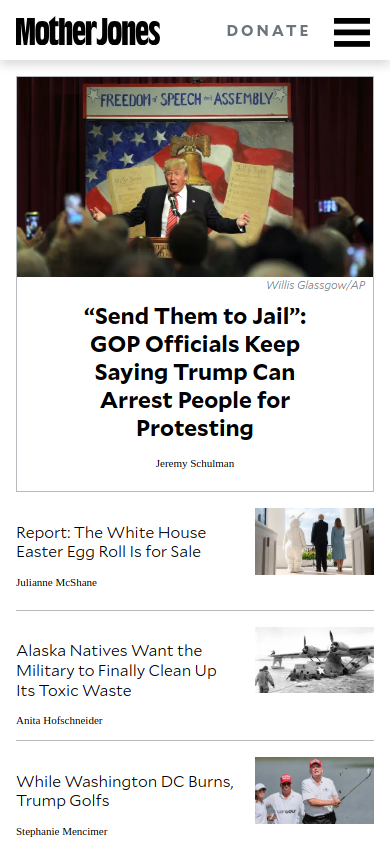 Mother Jones
DONATE
FREEDOM of SPEECH and ASSEMBLY
Willis Glassgow/AP
“Send Them to Jail”:
GOP Officials Keep
Saying Trump Can
Arrest People for
Protesting
Jeremy Schulman
Report: The White House
Easter Egg Roll Is for Sale
Julianne McShane
Alaska Natives Want the
Military to Finally Clean Up
Its Toxic Waste
Anita Hofschneider
While Washington DC Burns,
Trump Golfs
Stephanie Mencimer